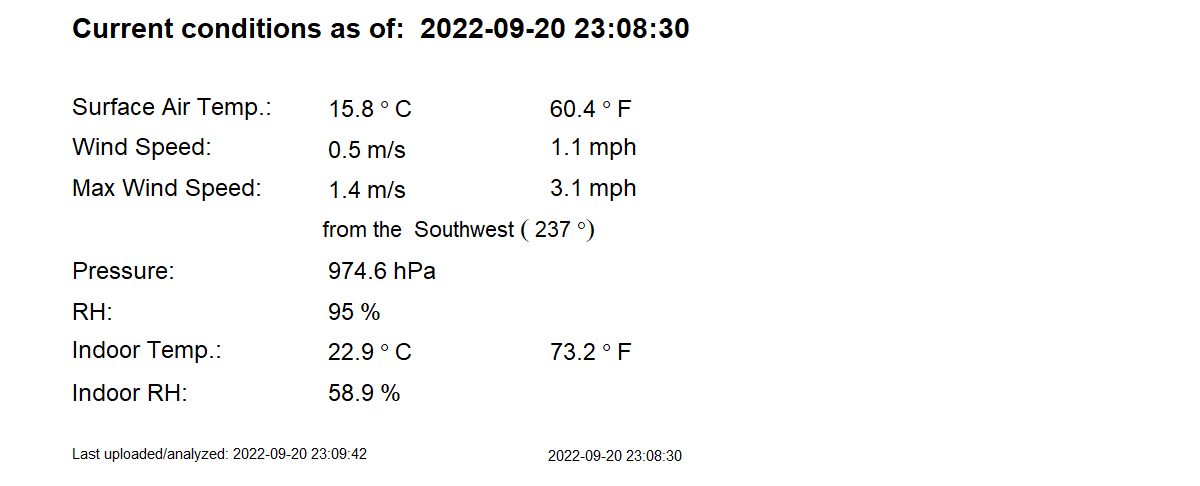 Current conditions as of: 2022-09-20 23:08:30
Surface Air Temp.: 15.8 ° C 60.4 ° F
Wind Speed: 0.5 m/s 1.1 mph
Max Wind Speed: 1.4 m/s 3.1 mph
from the Southwest ( 237 °)
Pressure: 974.6 hPa
RH: 95 %
Indoor Temp.: 22.9 ° C 73.2 ° F
Indoor RH: 58.9 %
Last uploaded/analyzed: 2022-09-20 23:09:42 2022-09-20 23:08:30